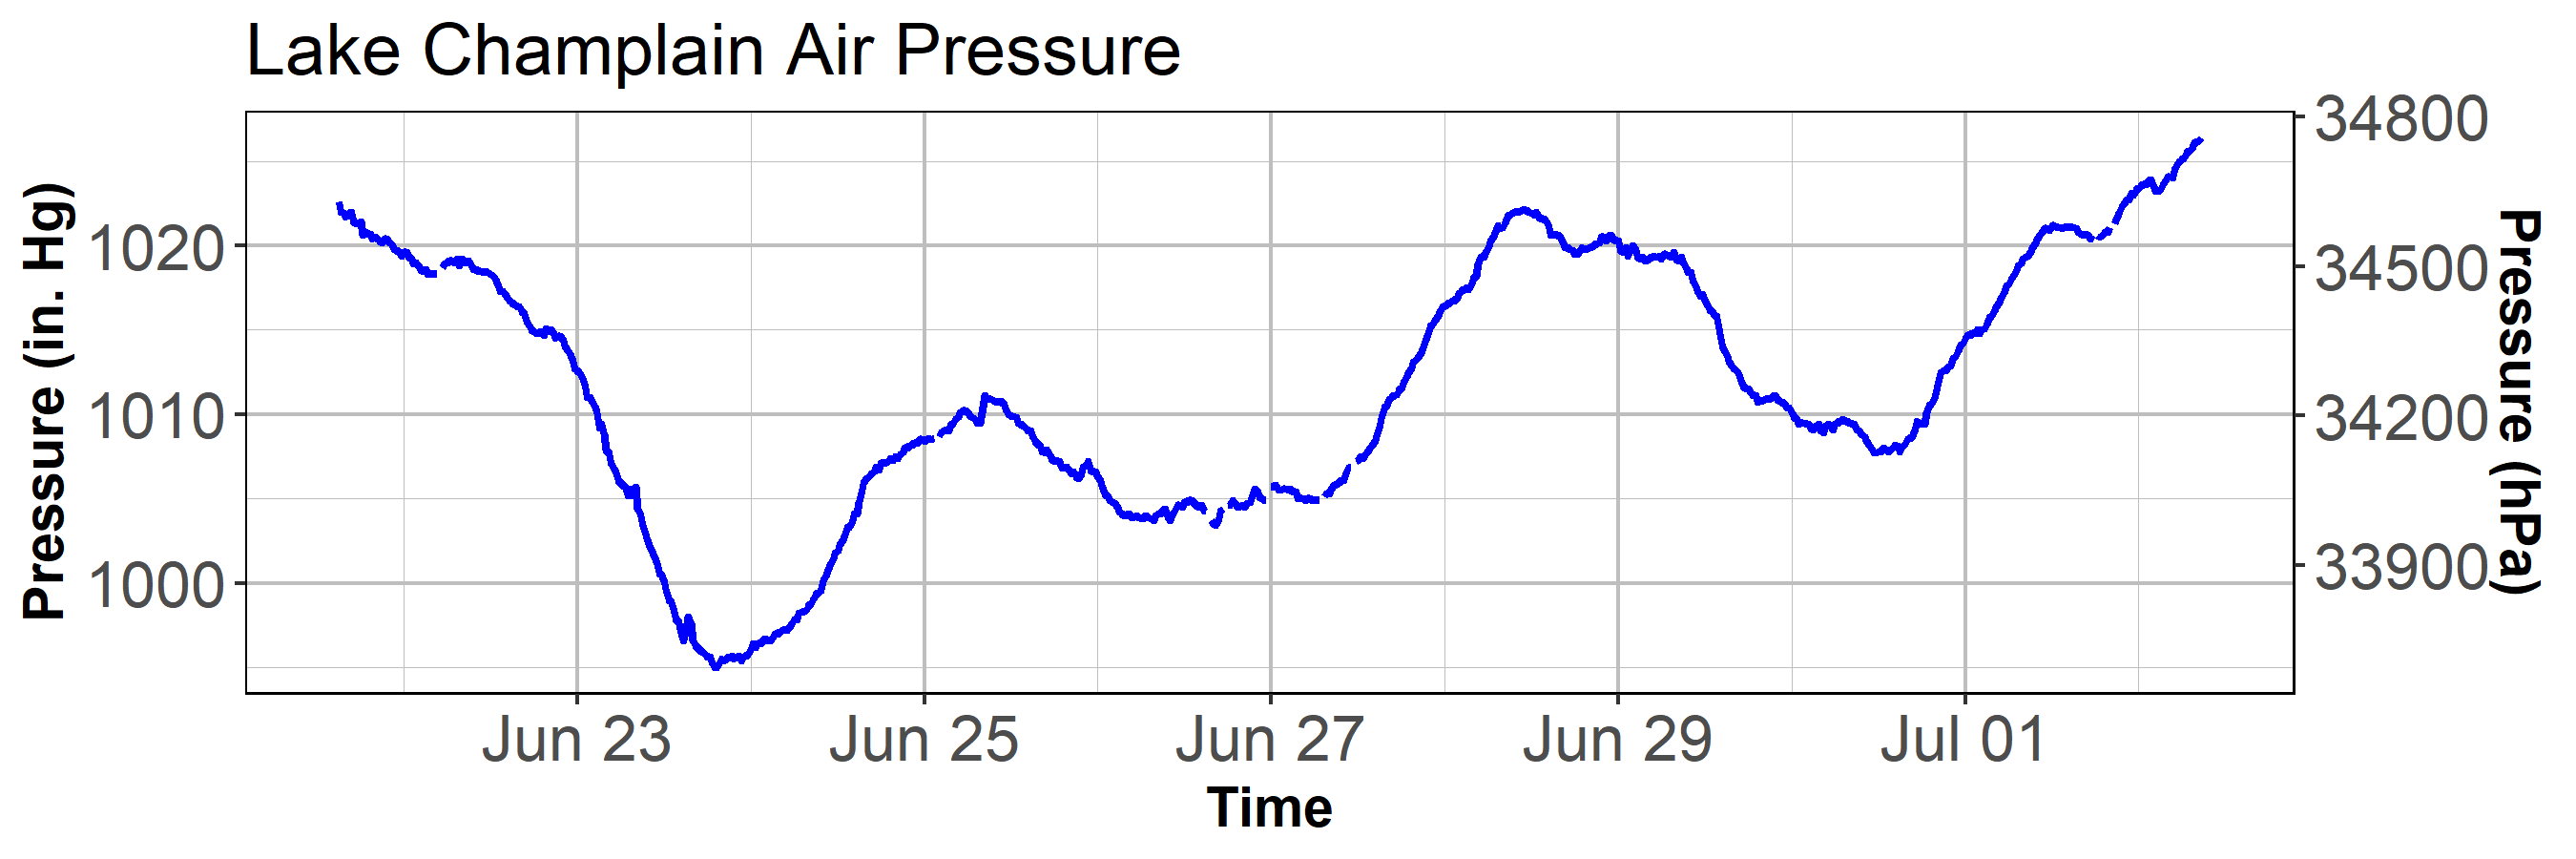 Lake Champlain Air Pressure
Pressure (in. Hg)
1020
1010
1000
34800
34500
34200
33900
Pressure (hPa)
Jun 23
Jun 25
Jun 27
Jun 29
Jul 01
Time